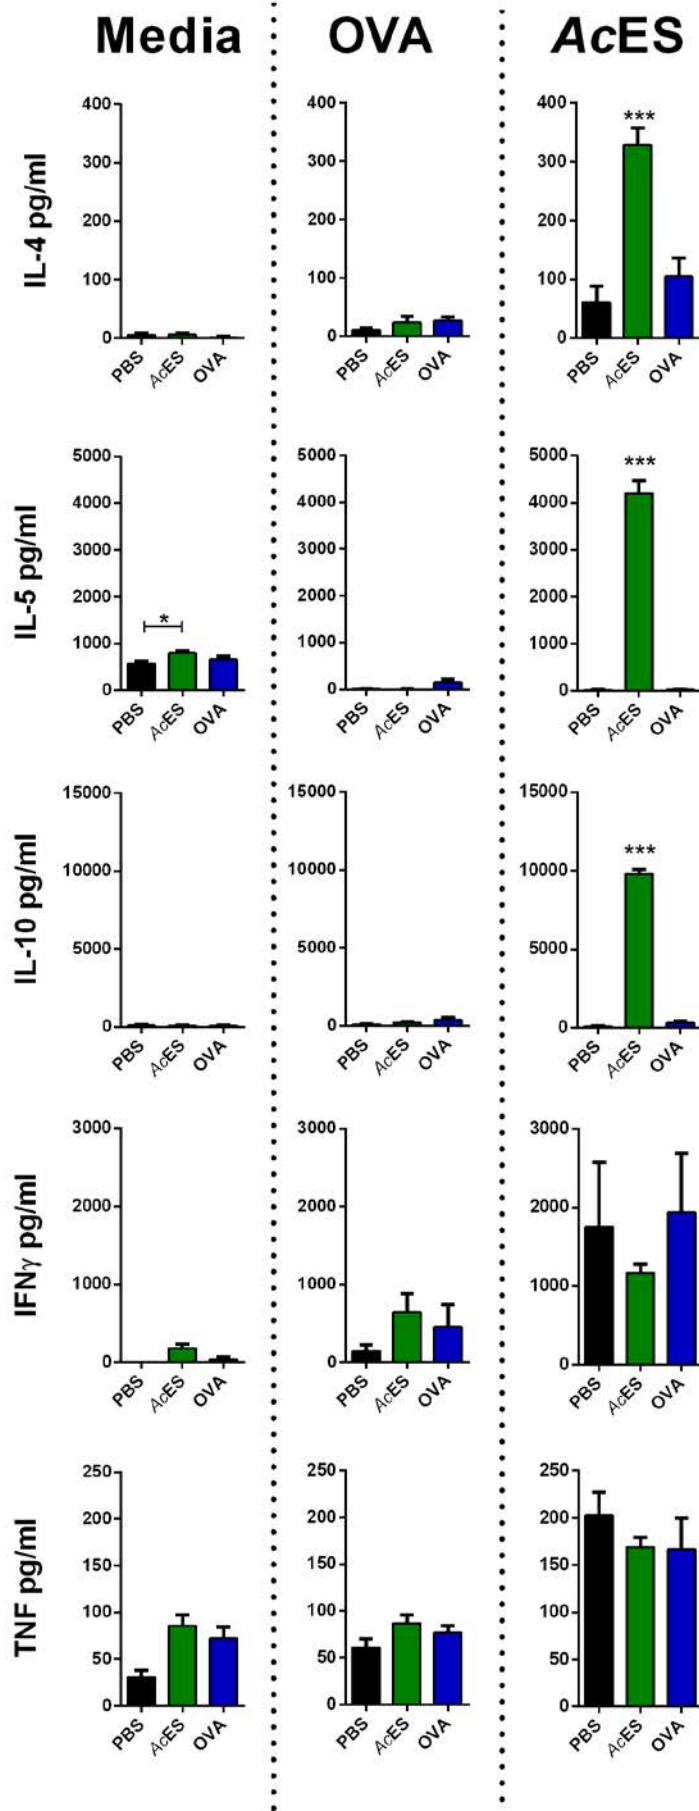 Media OVA AcES
IL-4 pg/ml
400 400 400
***
300 300 300
200 200 200
100 100 100
0 0 0
PBS AcES OVA PBS AcES OVA PBS AcES OVA
IL-5 pg/ml
5000 5000 5000
***
4000 4000 4000
3000 3000 3000
2000 2000 2000
*
1000 1000 1000
0 0 0
PBS AcES OVA PBS AcES OVA PBS AcES OVA
IL-10 pg/ml
15000 15000 15000
***
10000 10000 10000
5000 5000 5000
0 0 0
PBS AcES OVA PBS AcES OVA PBS AcES OVA
IFNγ pg/ml
3000 3000 3000
2000 2000 2000
1000 1000 1000
0 0 0
PBS AcES OVA PBS AcES OVA PBS AcES OVA
TNF pg/ml
250 250 250
200 200 200
150 150 150
100 100 100
50 50 50
0 0 0
PBS AcES OVA PBS AcES OVA PBS AcES OVA